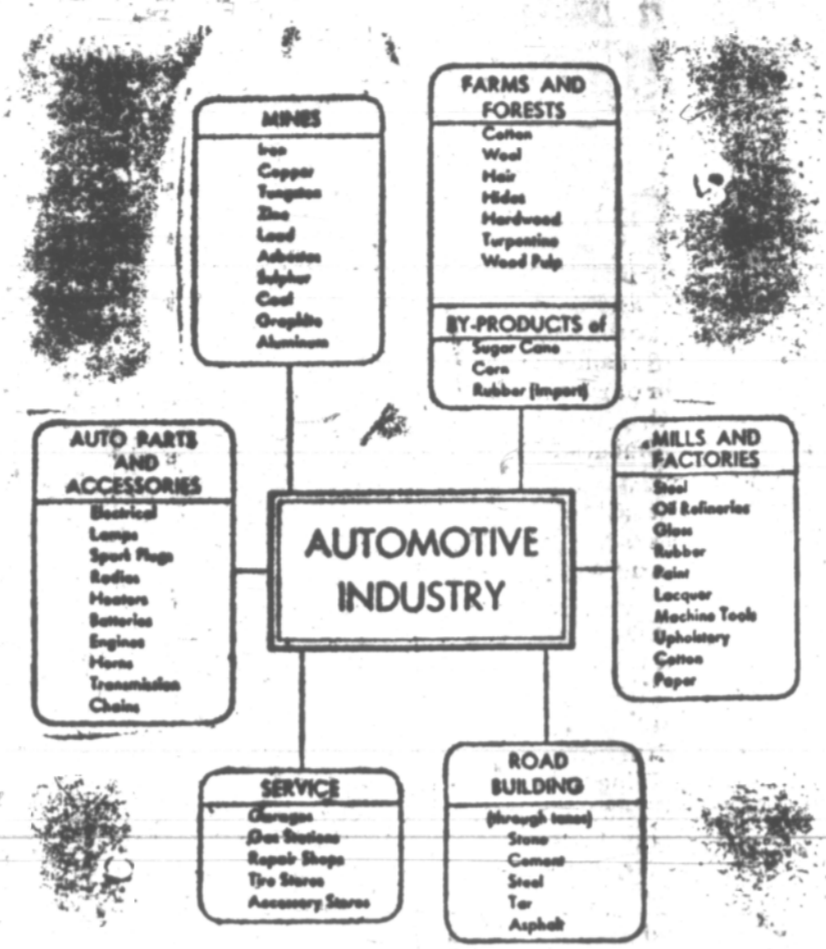 MINES
Iron
Copper
Tungsten
Zinc
Lead
Asbestos
Sulphur
Coal
Graphite
Aluminum
FARMS AND
FORESTS
Cotton
Wool
Hair
Hides
Hardwood
Turpentine
Wood Pulp
BY-PRODUCTS of
Sugar Cane
Corn
Rubber (Import)
AUTO PARTS
AND
ACCESSORIES
Electrical
Lamps
Spark Plugs
Radios
Heaters
Batteries
Engines
Horns
Transmission
Chains
AUTOMOTIVE
INDUSTRY
MILLS AND
FACTORIES
Steel
Oil Refineries
Glass
Rubber
Paint
Lacquer
Machine Tools
Upholstery
Cotton
Paper
SERVICE
Garages
Gas Stations
Repair Shops
Tire Stores
Accessory Stores
ROAD
BUILDING
(through taxes)
Stone
Cement
Steel
Tar
Asphalt